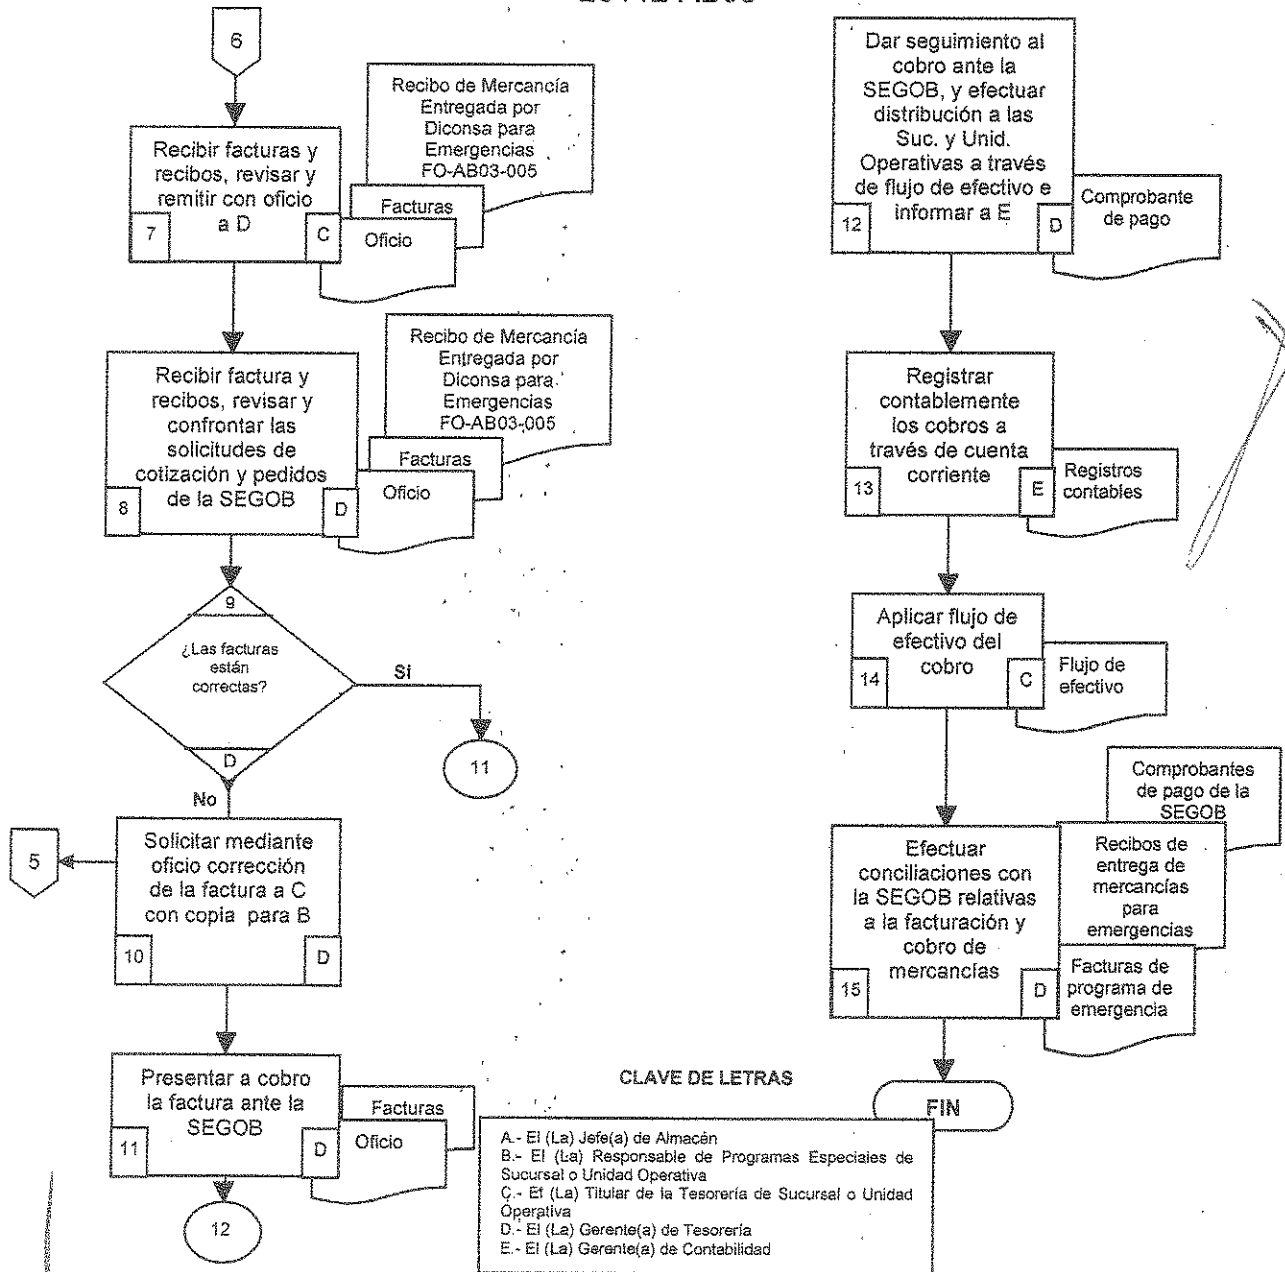 6
Recibir facturas y
recibos, revisar y
remitir con oficio
a D
7
C
Recibo de Mercancía
Entregada por
Diconsa para
Emergencias
FO-AB03-005
Facturas
Oficio
Recibir factura y
recibos, revisar y
confrontar las
solicitudes de
cotización y pedidos
de la SEGOB
8
D
Recibo de Mercancía
Entregada por
Diconsa para
Emergencias
FO-AB03-005
Facturas
Oficio
9
¿Las facturas
están
correctas?
D
SI
11
No
5
Solicitar mediante
oficio corrección
de la factura a C
con copia para B
10
D
Presentar a cobro
la factura ante la
SEGOB
11
D
Facturas
Oficio
12
Dar seguimiento al
cobro ante la
SEGOB, y efectuar
distribución a las
Suc. y Unid.
Operativas a través
de flujo de efectivo e
informar a E
12
D
Comprobante
de pago
Registrar
contablemente
los cobros a
través de cuenta
corriente
13
E
Registros
contables
Aplicar flujo de
efectivo del
cobro
14
C
Flujo de
efectivo
Efectuar
conciliaciones con
la SEGOB relativas
a la facturación y
cobro de
mercancías
15
D
Comprobantes
de pago de la
SEGOB
Recibos de
entrega de
mercancías
para
emergencias
Facturas de
programa de
emergencia
FIN
CLAVE DE LETRAS
A.- El (La) Jefe(a) de Almacén
B.- El (La) Responsable de Programas Especiales de
Sucursal o Unidad Operativa
C.- El (La) Titular de la Tesorería de Sucursal o Unidad
Operativa
D.- El (La) Gerente(a) de Tesorería
E.- El (La) Gerente(a) de Contabilidad